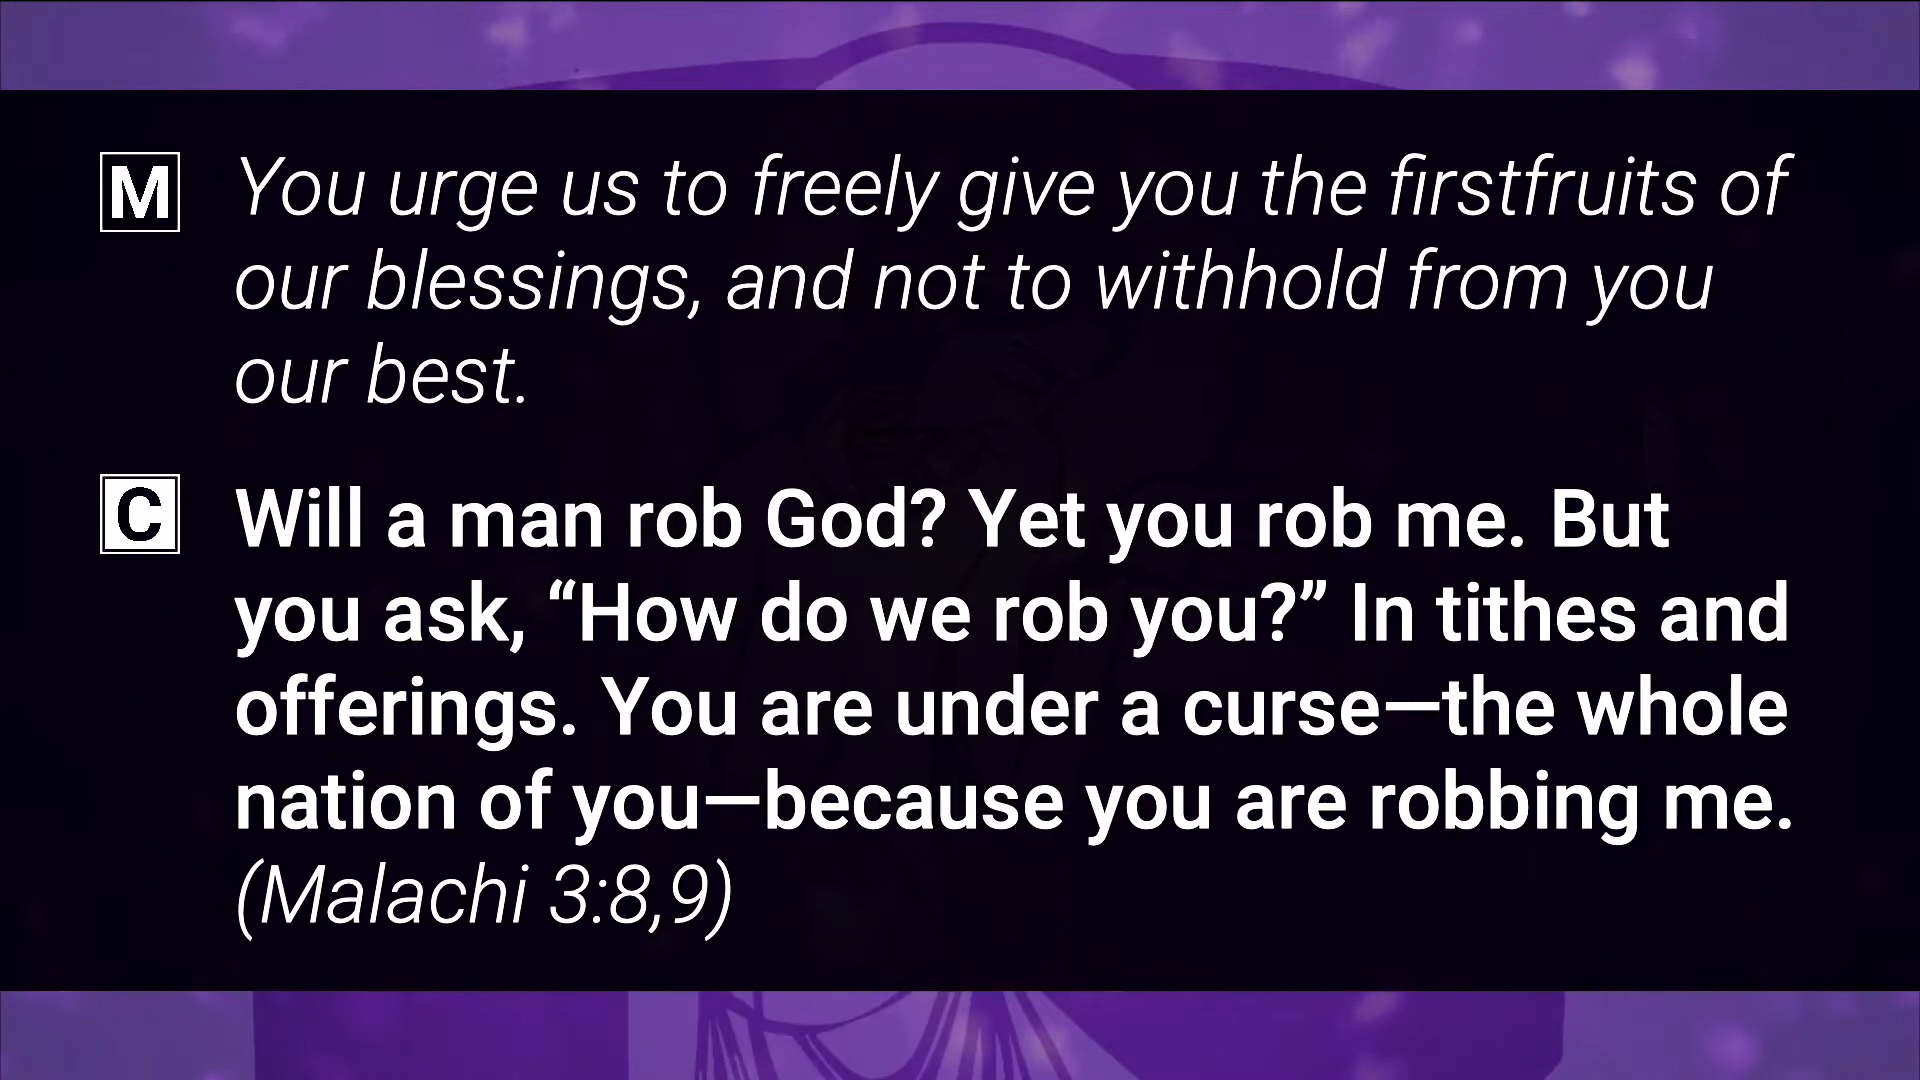 M You urge us to freely give you the firstfruits of
our blessings, and not to withhold from you
our best.
C Will a man rob God? Yet you rob me. But
you ask, “How do we rob you?” In tithes and
offerings. You are under a curse—the whole
nation of you—because you are robbing me.
(Malachi 3:8,9)